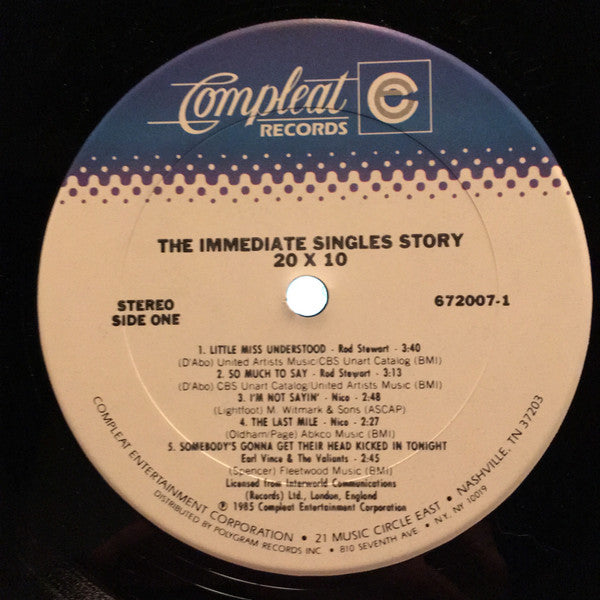 Compleat
RECORDS
THE IMMEDIATE SINGLES STORY
20 X 10
STEREO
SIDE ONE
672007-1
1. LITTLE MISS UNDERSTOOD - Rod Stewart - 3:40
(D'Abo) United Artists Music/CBS Unart Catalog (BMI)
2. SO MUCH TO SAY - Rod Stewart - 3:13
(D'Abo) CBS Unart Catalog/United Artists Music (BMI)
3. I'M NOT SAYIN' - Nico - 2:48
(Lightfoot) M. Witmark & Sons (ASCAP)
4. THE LAST MILE - Nico - 2:27
(Oldham/Page) Abkco Music (BMI)
5. SOMEBODY'S GONNA GET THEIR HEAD KICKED IN TONIGHT
Earl Vince & The Valiants - 2:45
(Spencer) Fleetwood Music (BMI)
Licensed from Interworld Communications
(Records) Ltd., London, England
℗ 1985 Compleat Entertainment Corporation
COMPLEAT ENTERTAINMENT CORPORATION • 21 MUSIC CIRCLE EAST • NASHVILLE, TN 37203
DISTRIBUTED BY POLYGRAM RECORDS INC • 810 SEVENTH AVE • N.Y. NY 10019